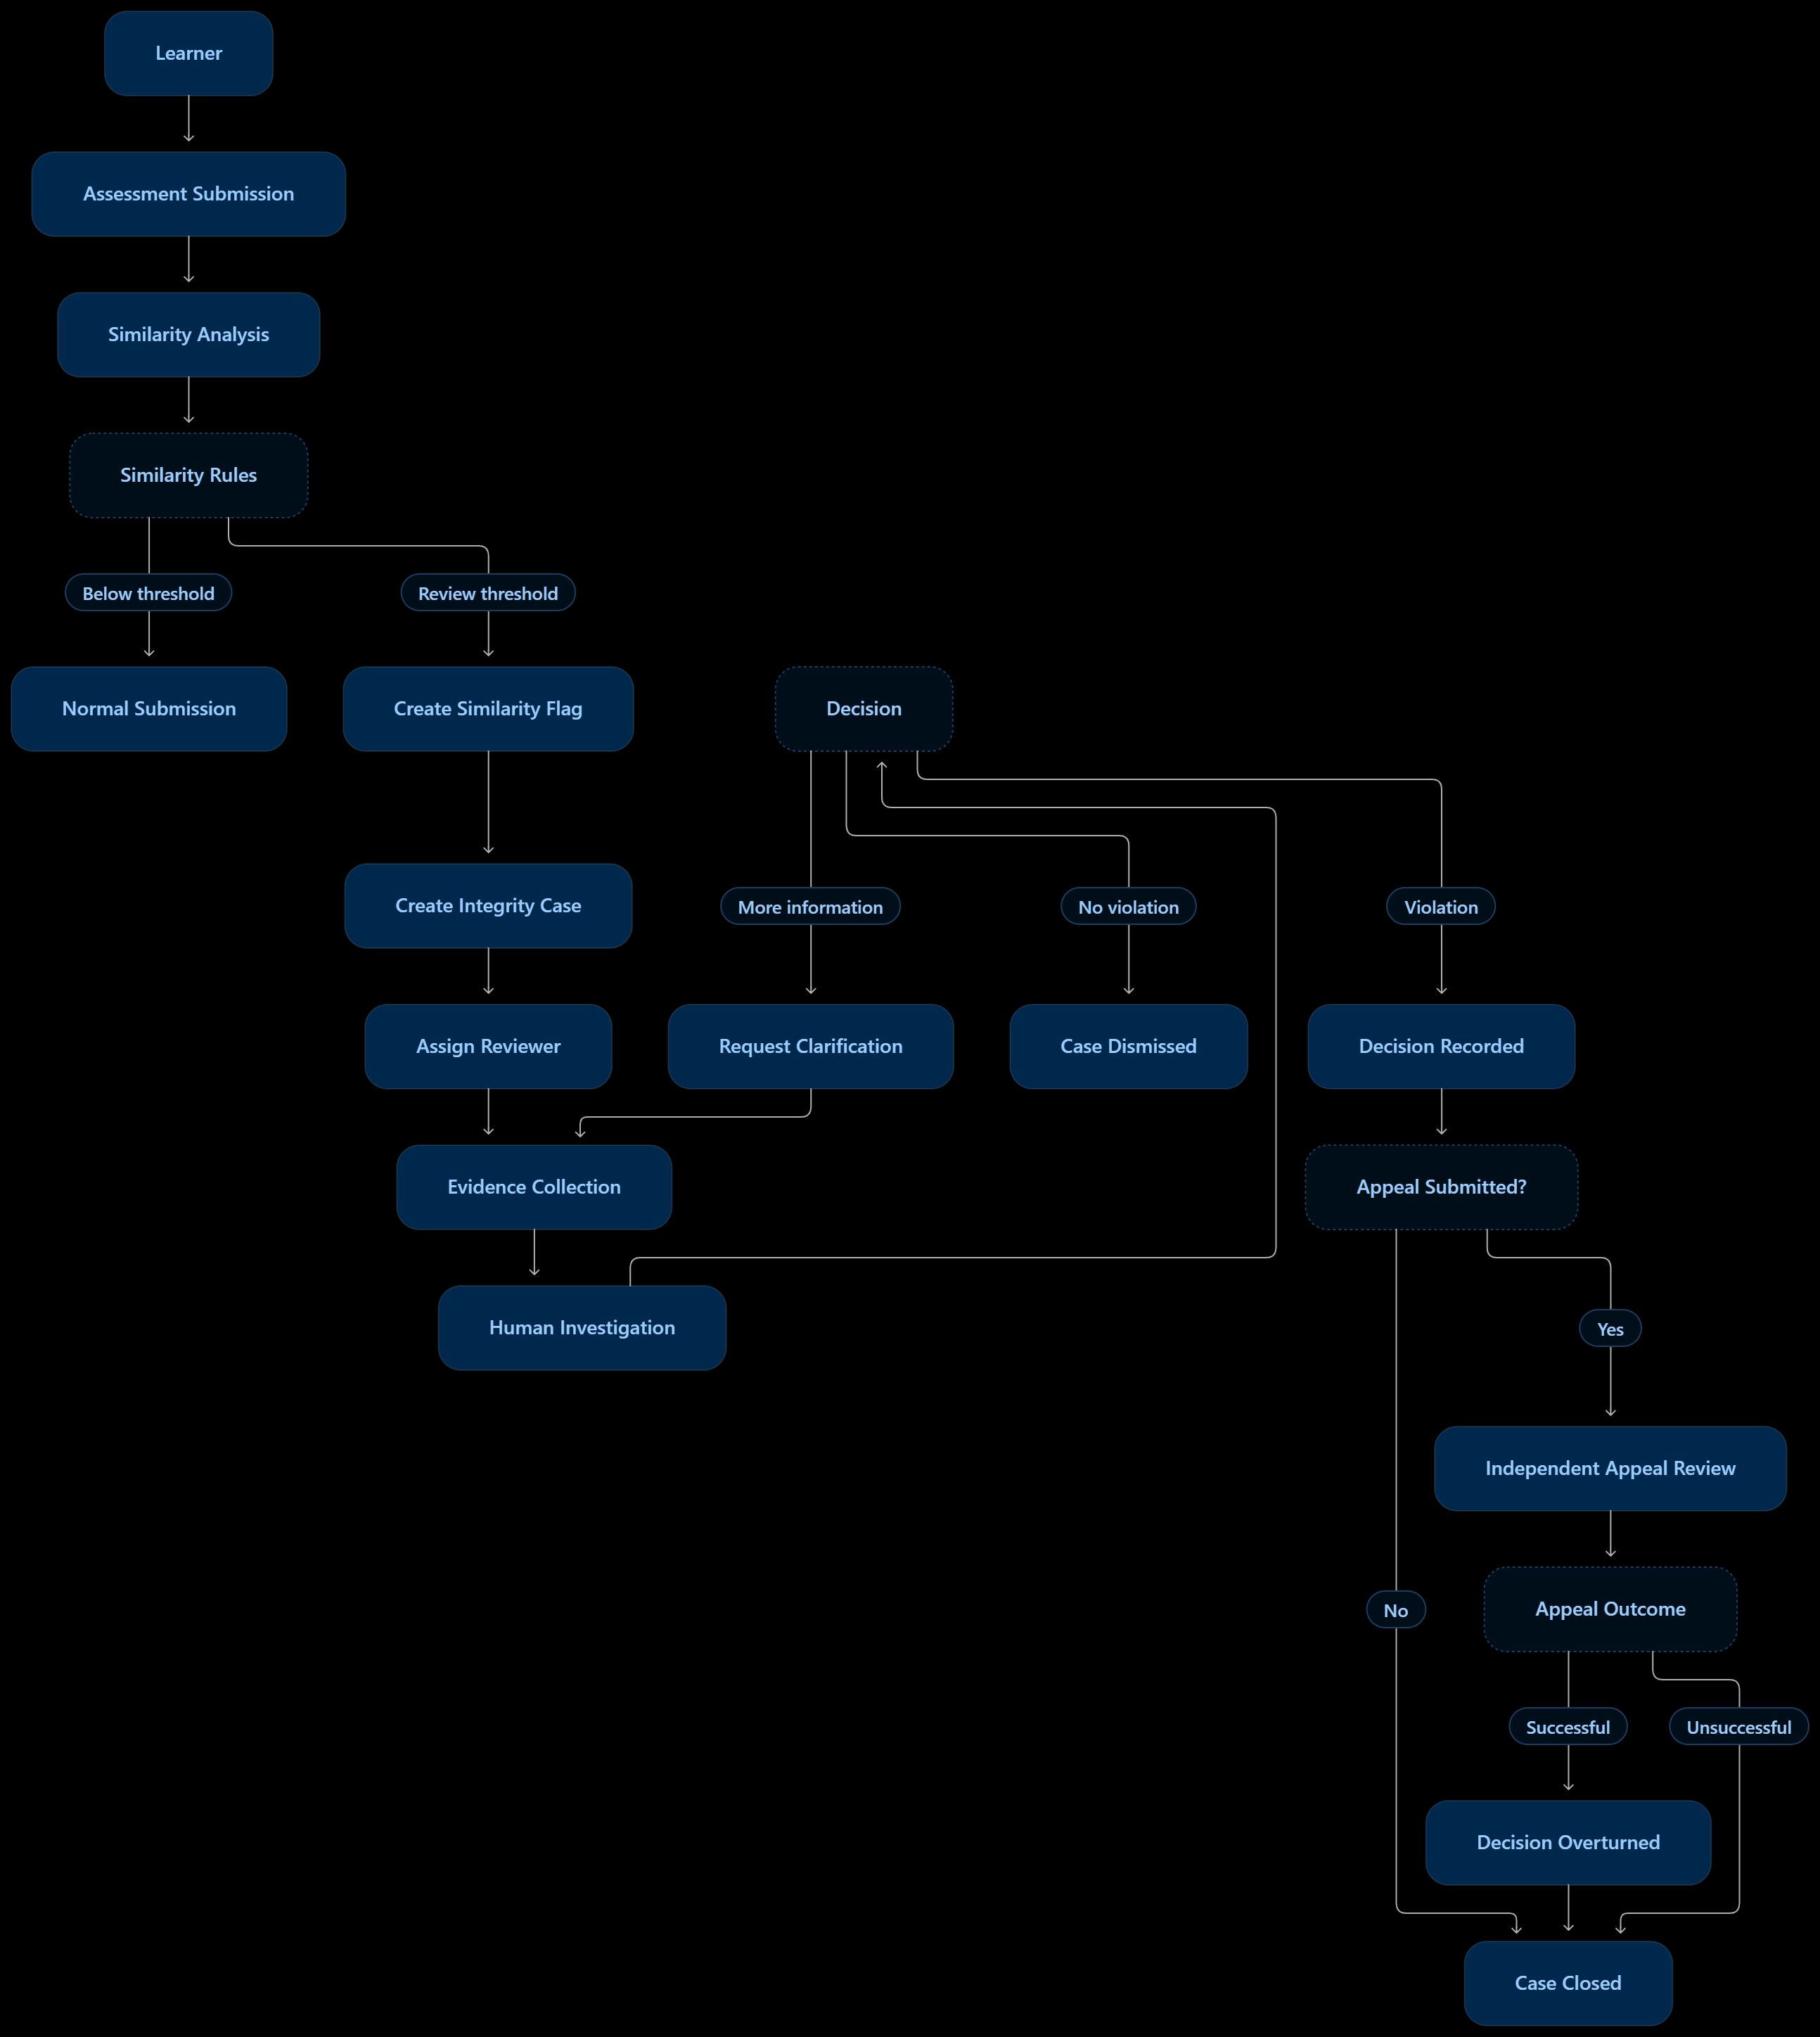 Learner
Assessment Submission
Similarity Analysis
Similarity Rules
Below threshold
Review threshold
Normal Submission
Create Similarity Flag
Decision
Create Integrity Case
More information
No violation
Violation
Assign Reviewer
Request Clarification
Case Dismissed
Decision Recorded
Evidence Collection
Appeal Submitted?
Human Investigation
Yes
Independent Appeal Review
No
Appeal Outcome
Successful
Unsuccessful
Decision Overturned
Case Closed